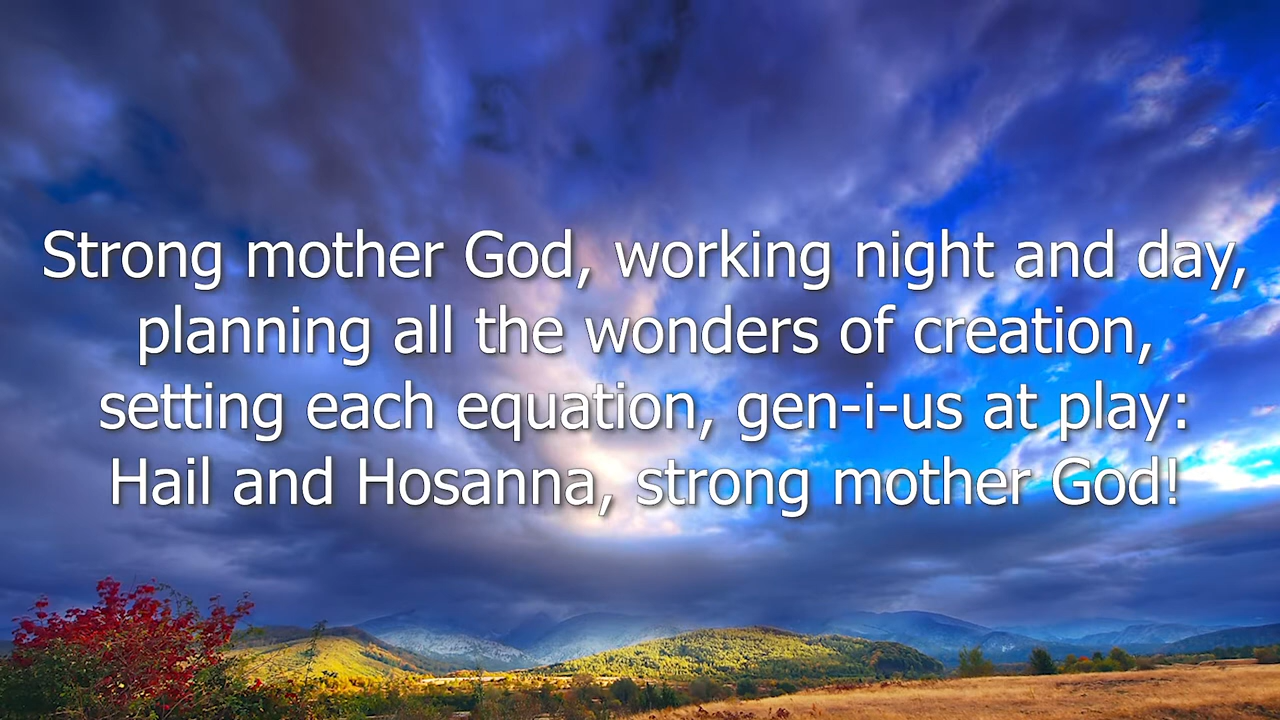 Strong mother God, working night and day,
planning all the wonders of creation,
setting each equation, gen-i-us at play:
Hail and Hosanna, strong mother God!